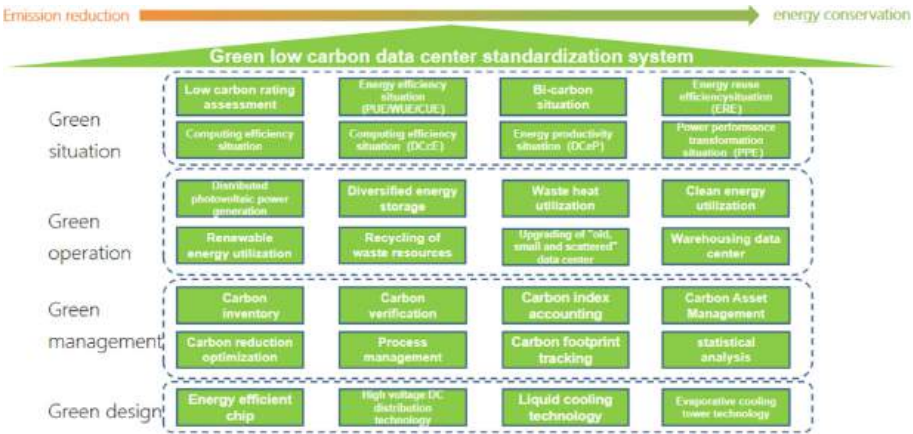 Emission reduction
energy conservation
Green low carbon data center standardization system
Green
situation
Low carbon rating
assessment
Energy efficiency
situation
(PUE/WUE/CUE)
Bi-carbon
situation
Energy reuse
efficiencysituation
(ERE)
Computing efficiency
situation
Computing efficiency
situation (DCcE)
Energy productivity
situation (DCeP)
Power performance
transformation
situation (PPE)
Green
operation
Distributed
photovoltaic power
generation
Diversified energy
storage
Waste heat
utilization
Clean energy
utilization
Renewable
energy utilization
Recycling of
waste resources
Upgrading of "old,
small and scattered"
data center
Warehousing data
center
Green
management
Carbon
inventory
Carbon
verification
Carbon index
accounting
Carbon Asset
Management
Carbon reduction
optimization
Process
management
Carbon footprint
tracking
statistical
analysis
Green design
Energy efficient
chip
High voltage DC
distribution
technology
Liquid cooling
technology
Evaporative cooling
tower technology